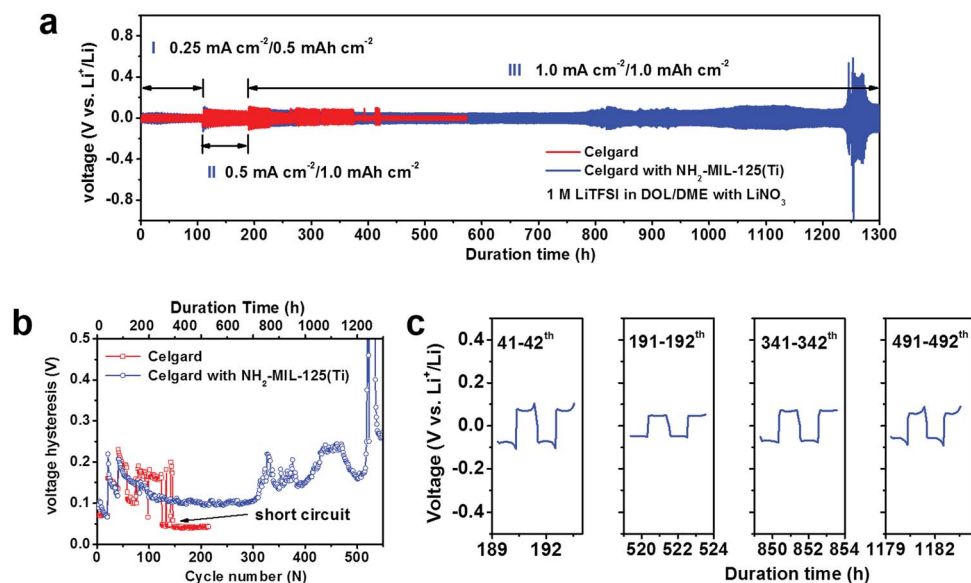 a
I 0.25 mA cm⁻²/0.5 mAh cm⁻²
III 1.0 mA cm⁻²/1.0 mAh cm⁻²
II 0.5 mA cm⁻²/1.0 mAh cm⁻²
Celgard
Celgard with NH₂-MIL-125(Ti)
1 M LiTFSI in DOL/DME with LiNO₃
voltage (V vs. Li⁺/Li)
0.8
0.4
0.0
-0.4
-0.8
0 100 200 300 400 500 600 700 800 900 1000 1100 1200 1300
Duration time (h)
b
Duration Time (h)
0 200 400 600 800 1000 1200
Celgard
Celgard with NH₂-MIL-125(Ti)
short circuit
voltage hysteresis (V)
0.5
0.4
0.3
0.2
0.1
0.0
0 100 200 300 400 500
Cycle number (N)
c
41-42ᵗʰ
191-192ᵗʰ
341-342ᵗʰ
491-492ᵗʰ
Voltage (V vs. Li⁺/Li)
0.4
0.2
0.0
-0.2
-0.4
189 192
520 522 524
850 852 854
1179 1182
Duration time (h)